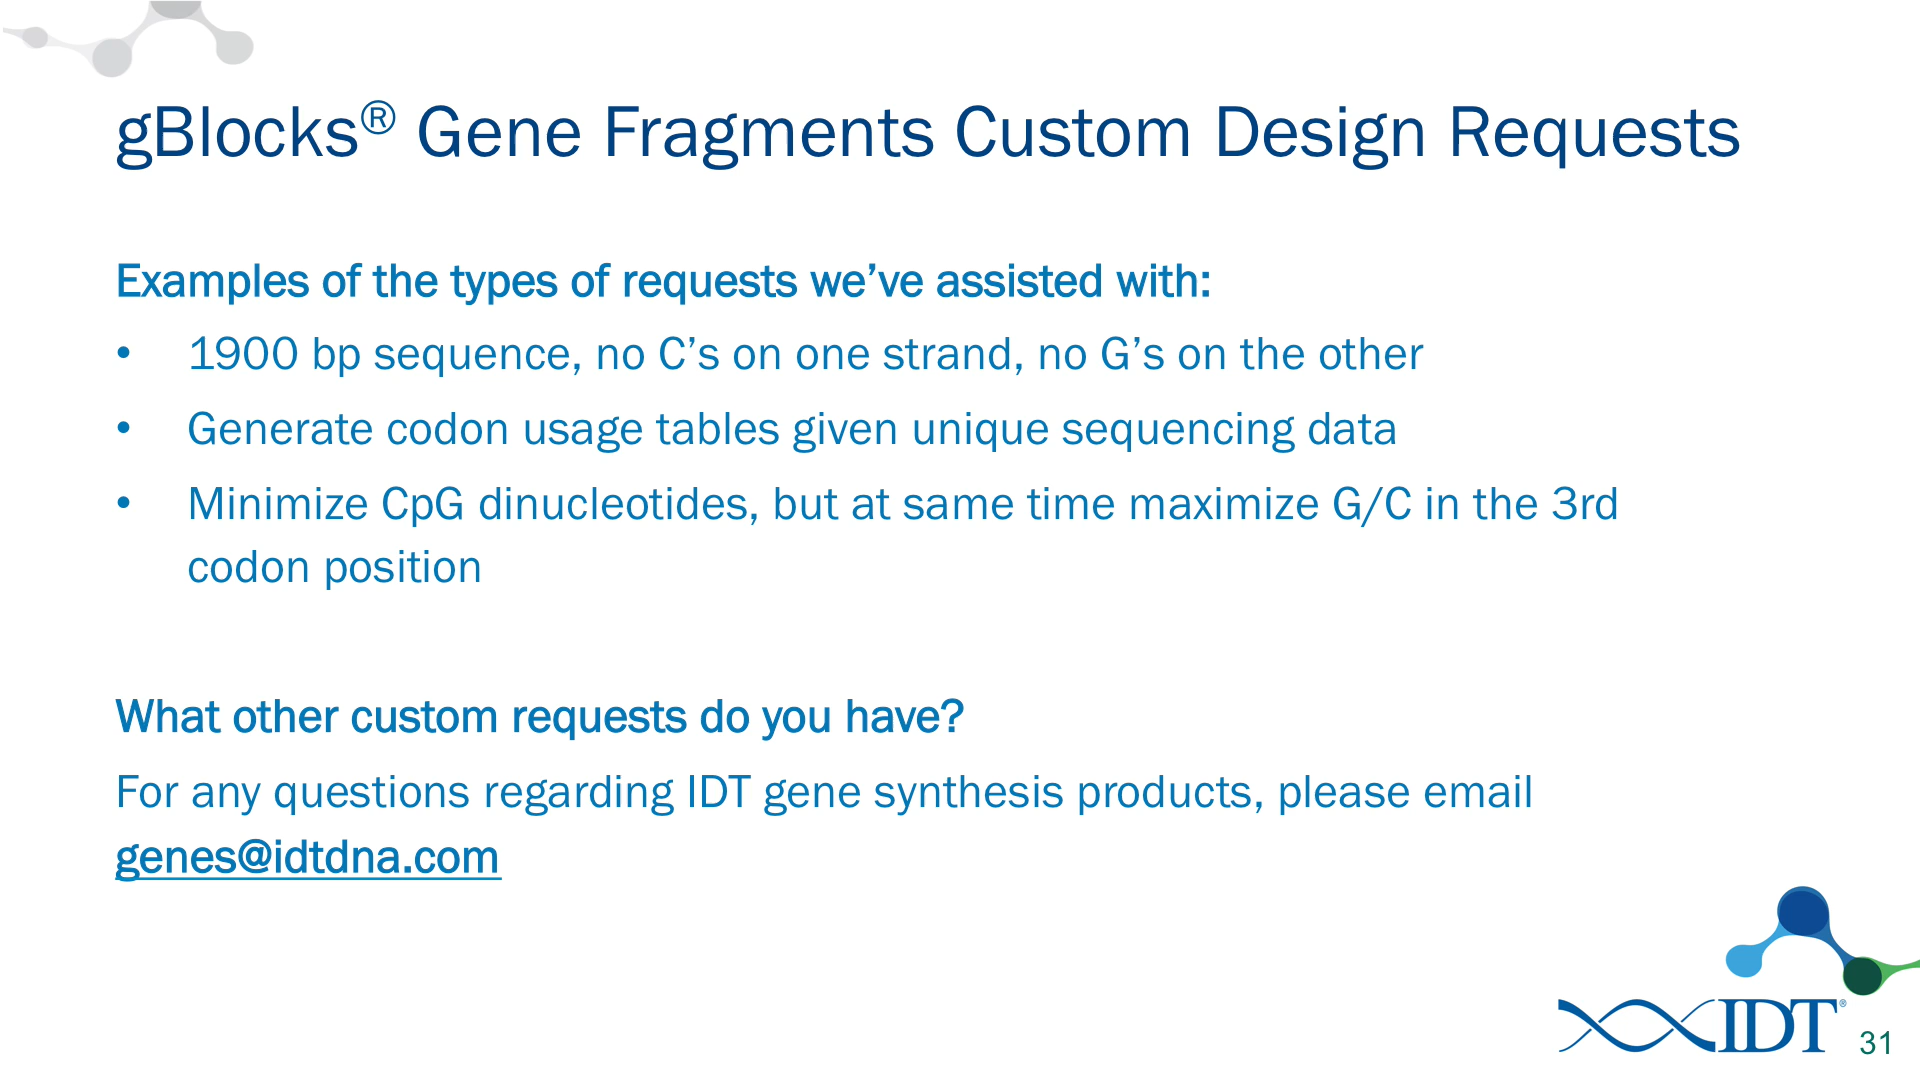 gBlocks® Gene Fragments Custom Design Requests
Examples of the types of requests we’ve assisted with:
• 1900 bp sequence, no C’s on one strand, no G’s on the other
• Generate codon usage tables given unique sequencing data
• Minimize CpG dinucleotides, but at same time maximize G/C in the 3rd
codon position
What other custom requests do you have?
For any questions regarding IDT gene synthesis products, please email
genes@idtdna.com
IDT®
31